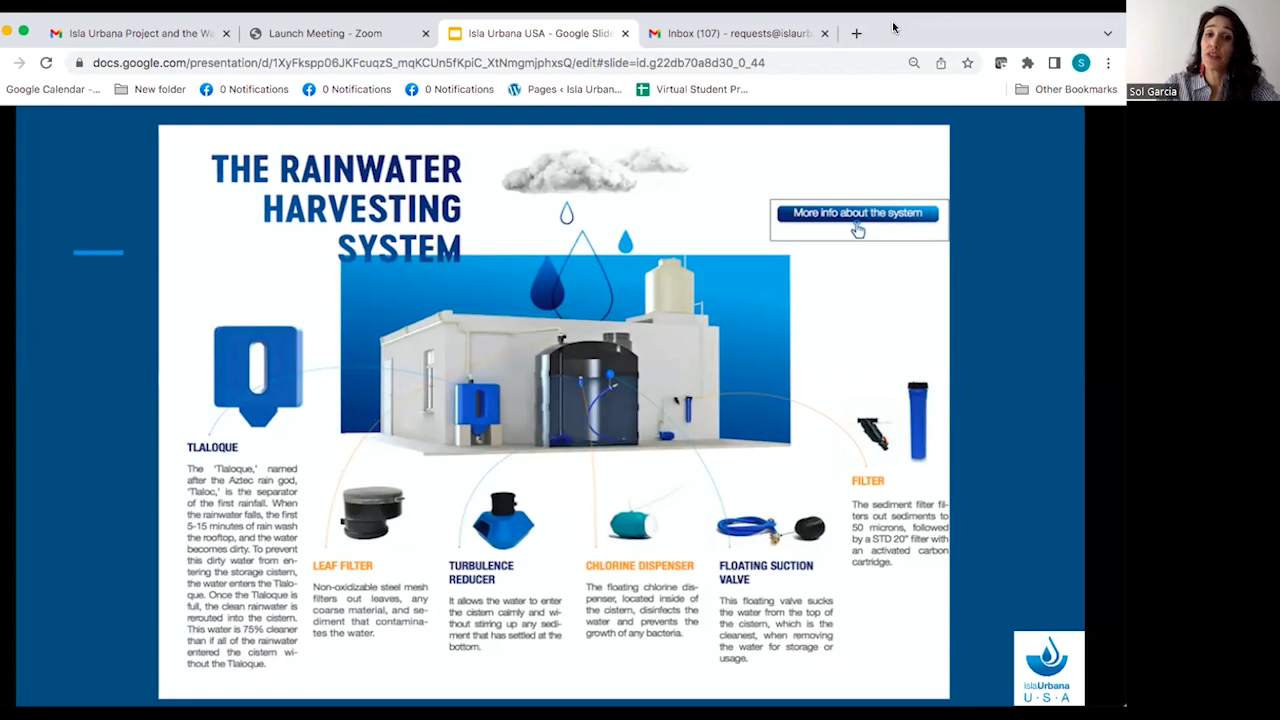 Isla Urbana Project and the Wa
Launch Meeting - Zoom
Isla Urbana USA - Google Slide
Inbox (107) - requests@islaurb
docs.google.com/presentation/d/
/edit#slide=id.g22db70a8d30_0_44
S
Google Calendar -...
New folder
0 Notifications
0 Notifications
0 Notifications
Pages ‹ Isla Urban...
Virtual Student Pr...
Other Bookmarks
Sol Garcia
THE RAINWATER
HARVESTING
SYSTEM
More info about the system
TLALOQUE
The 'Tlaloque,' named
after the Aztec rain god,
'Tlaloc,' is the separator
of the first rainfall. When
the rainwater falls, the first
5-15 minutes of rain wash
the rooftop, and the water
becomes dirty. To prevent
this dirty water from en-
tering the storage cistern,
the water enters the Tlalo-
que. Once the Tlaloque is
full, the clean rainwater is
rerouted into the cistern.
This water is 75% cleaner
than if all of the rainwater
entered the cistern wi-
thout the Tlaloque.
LEAF FILTER
Non-oxidizable steel mesh
filters out leaves, any
coarse material, and se-
diment that contamina-
tes the water.
TURBULENCE
REDUCER
It allows the water to enter
the cistern calmly and wi-
thout stirring up any sedi-
ment that has settled at the
bottom.
CHLORINE DISPENSER
The floating chlorine dis-
penser, located inside of
the cistern, disinfects the
water and prevents the
growth of any bacteria.
FLOATING SUCTION
VALVE
This floating valve sucks
the water from the top of
the cistern, which is the
cleanest, when removing
the water for storage or
usage.
FILTER
The sediment filter fil-
ters out sediments to
50 microns, followed
by a STD 20" filter with
an activated carbon
cartridge.
IslaUrbana
U·S·A